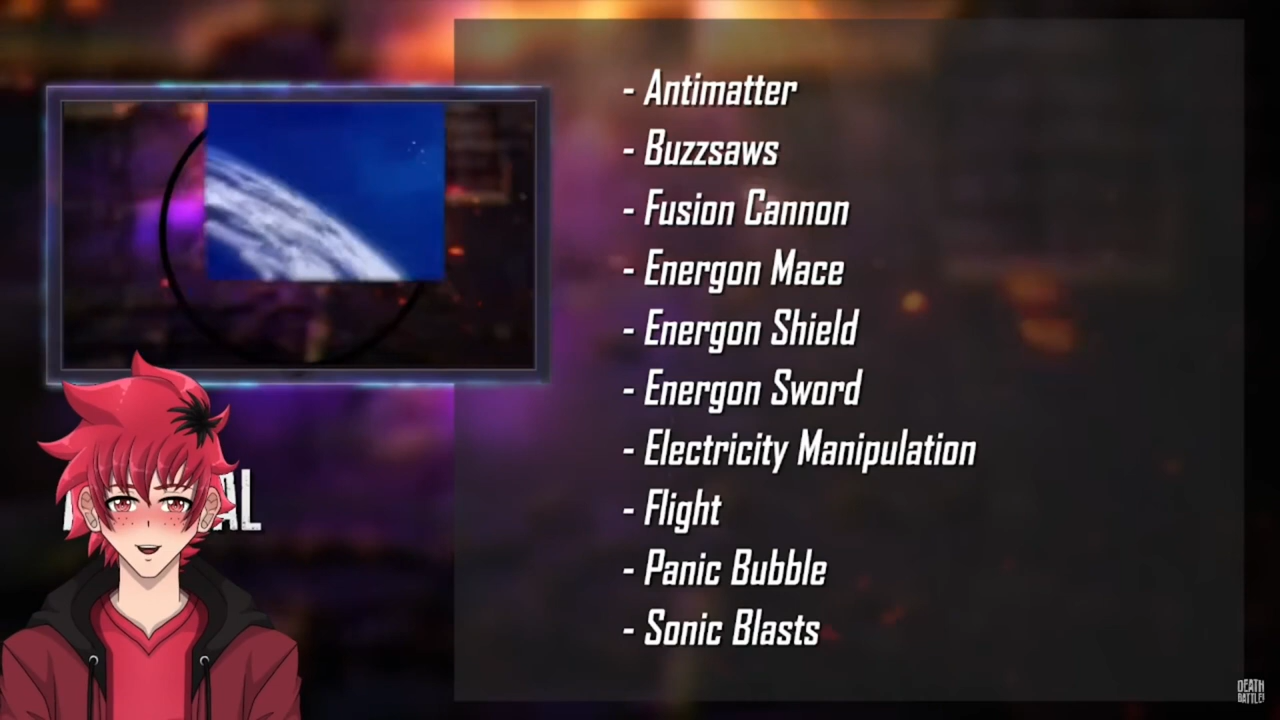 - Antimatter
- Buzzsaws
- Fusion Cannon
- Energon Mace
- Energon Shield
- Energon Sword
- Electricity Manipulation
- Flight
- Panic Bubble
- Sonic Blasts
DEATH
BATTLE!